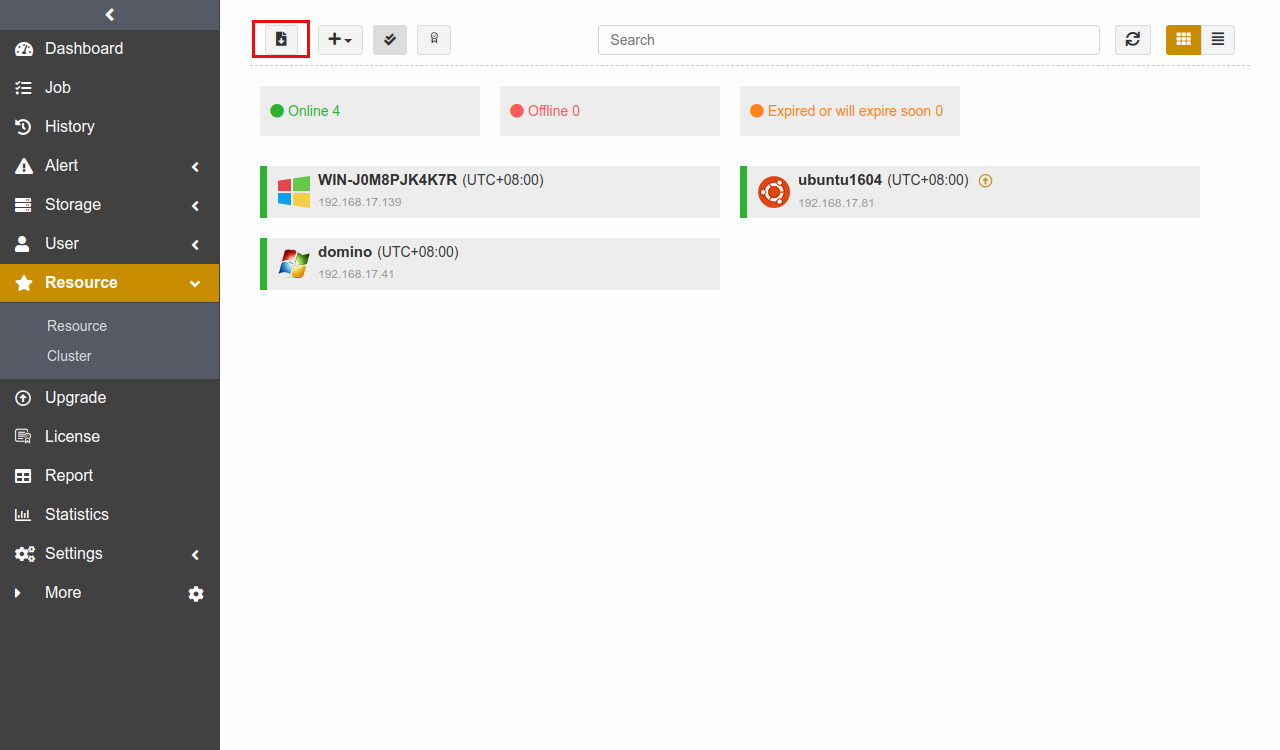 Dashboard
Job
History
Alert
Storage
User
Resource
Resource
Cluster
Upgrade
License
Report
Statistics
Settings
More
Search
Online 4
Offline 0
Expired or will expire soon 0
WIN-J0M8PJK4K7R (UTC+08:00)
192.168.17.139
ubuntu1604 (UTC+08:00)
192.168.17.81
domino (UTC+08:00)
192.168.17.41